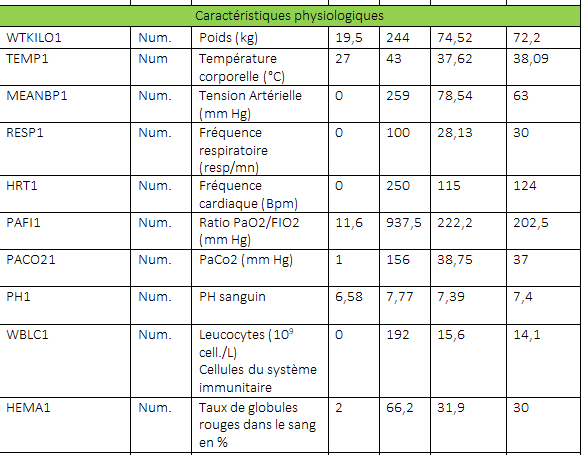 Caractéristiques physiologiques
WTKILO1 Num. Poids (kg) 19,5 244 74,52 72,2
TEMP1 Num Température 27 43 37,62 38,09
corporelle (°C)
MEANBP1 Num. Tension Artérielle 0 259 78,54 63
(mm Hg)
RESP1 Num. Fréquence 0 100 28,13 30
respiratoire
(resp/mn)
HRT1 Num. Fréquence 0 250 115 124
cardiaque (Bpm)
PAFI1 Num. Ratio PaO2/FIO2 11,6 937,5 222,2 202,5
(mm Hg)
PACO21 Num. PaCo2 (mm Hg) 1 156 38,75 37
PH1 Num. PH sanguin 6,58 7,77 7,39 7,4
WBLC1 Num. Leucocytes (10⁹ 0 192 15,6 14,1
cell./L)
Cellules du système
immunitaire
HEMA1 Num. Taux de globules 2 66,2 31,9 30
rouges dans le sang
en %